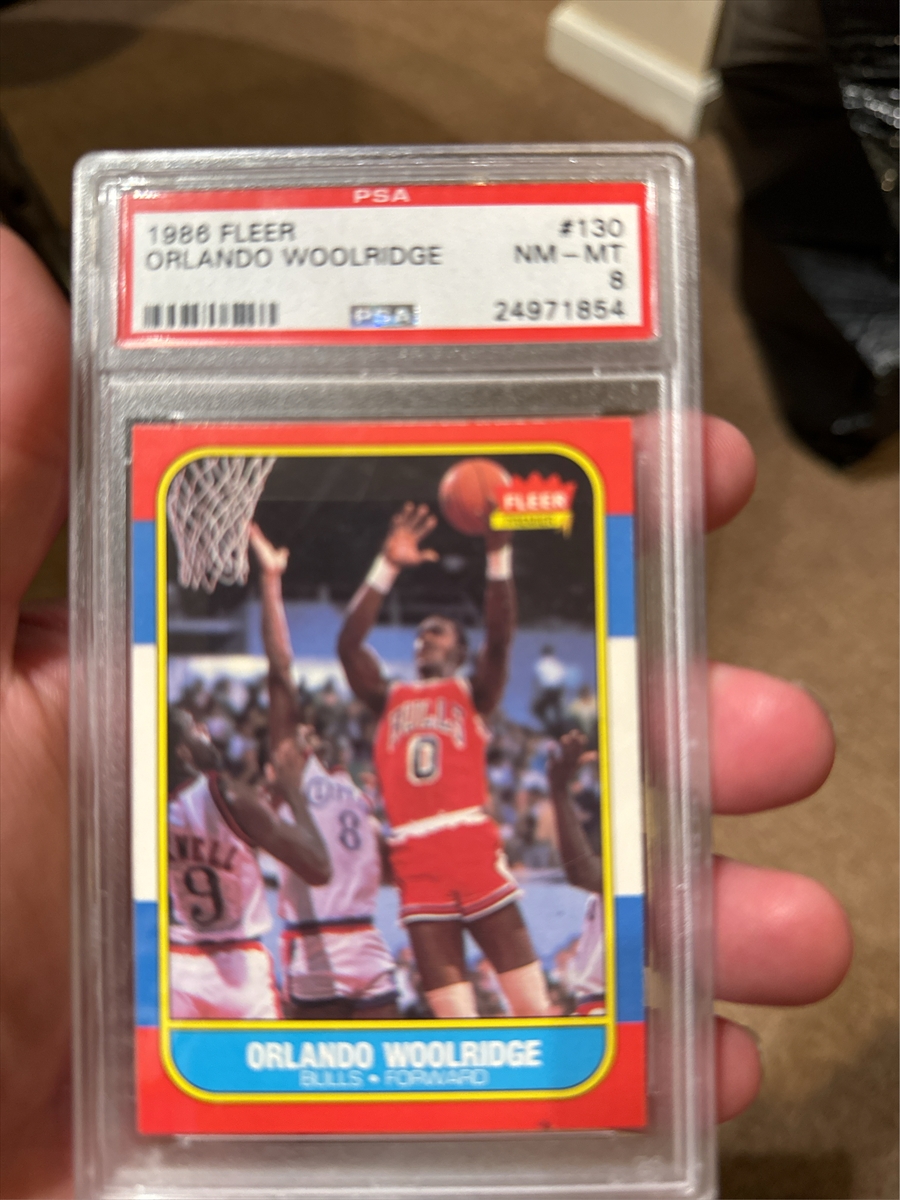 PSA
1986 FLEER #130
ORLANDO WOOLRIDGE NM-MT
8
PSA 24971854
FLEER
BULLS
0
8
19
ORLANDO WOOLRIDGE
BULLS • FORWARD